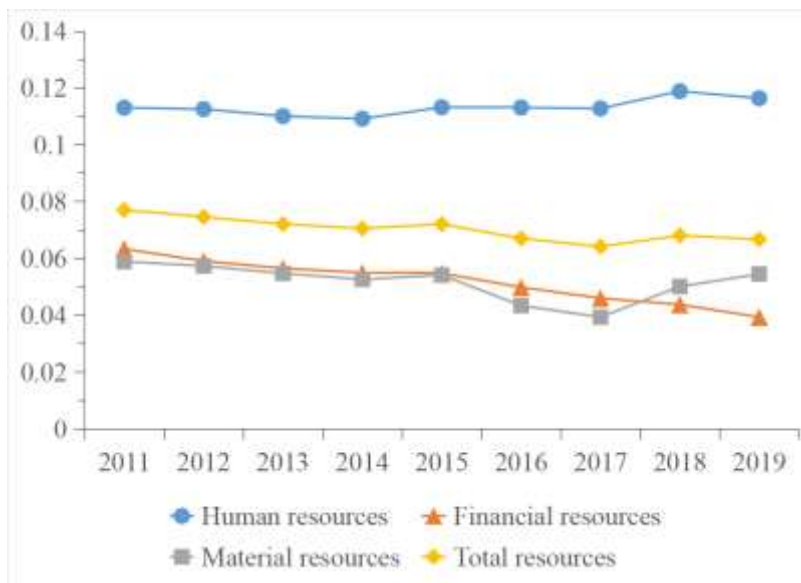 0.14
0.12
0.1
0.08
0.06
0.04
0.02
0
2011 2012 2013 2014 2015 2016 2017 2018 2019
Human resources Financial resources
Material resources Total resources